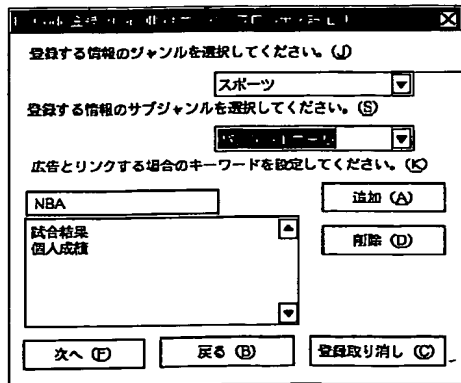 登録する情報のジャンルを選択してください。(J)
スポーツ
登録する情報のサブジャンルを選択してください。(S)
広告とリンクする場合のキーワードを設定してください。(K)
NBA
追加 (A)
試合結果
個人成績
削除 (D)
次へ (F)
戻る (B)
登録取り消し (C)